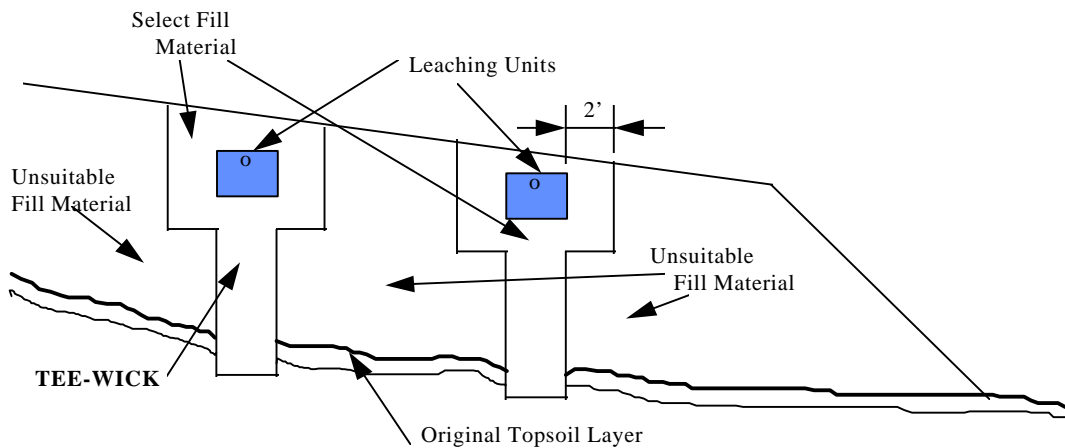 Select Fill
Material
Leaching Units
2’
o
o
Unsuitable
Fill Material
Unsuitable
Fill Material
TEE-WICK
Original Topsoil Layer